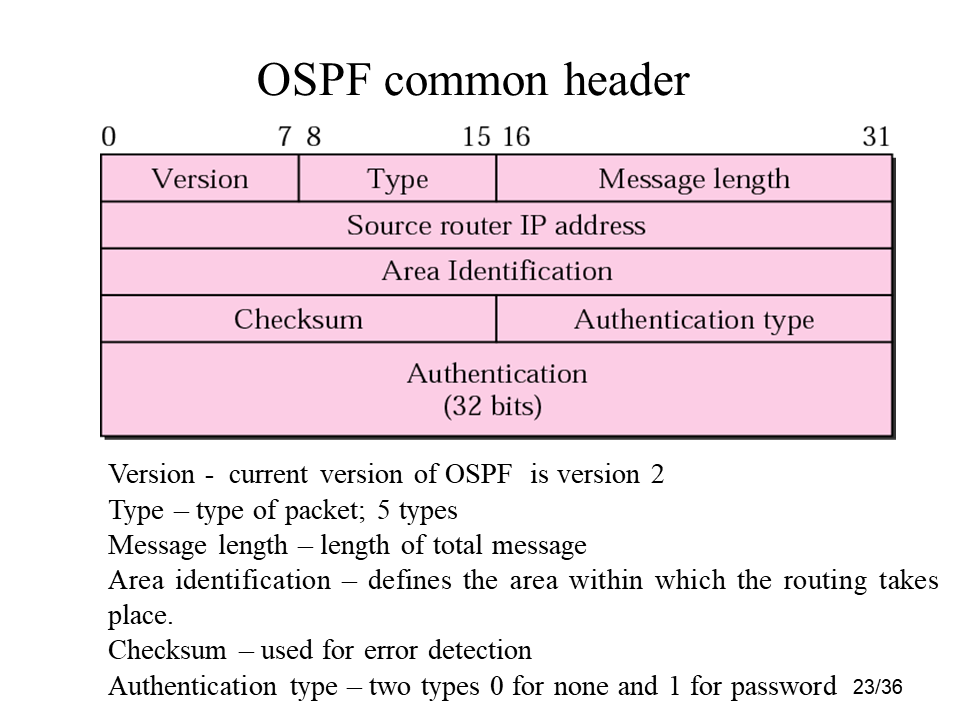 OSPF common header
0 7 8 15 16 31
Version Type Message length
Source router IP address
Area Identification
Checksum Authentication type
Authentication
(32 bits)
Version - current version of OSPF is version 2
Type – type of packet; 5 types
Message length – length of total message
Area identification – defines the area within which the routing takes
place.
Checksum – used for error detection
Authentication type – two types 0 for none and 1 for password 23/36